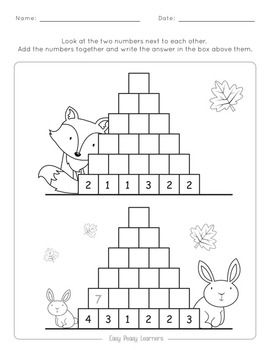 Name: Date:
Look at the two numbers next to each other.
Add the numbers together and write the answer in the box above them.
2 1 1 3 2 2
7
4 3 1 2 2 3
Easy Peasy Learners